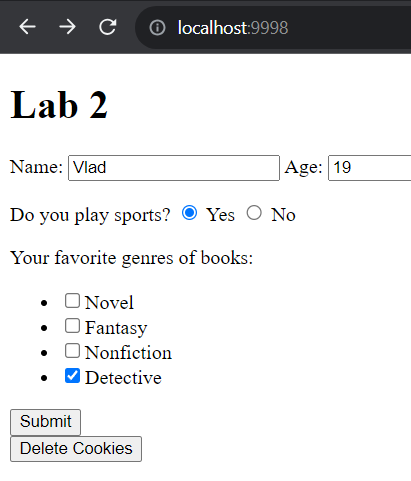 localhost:9998
Lab 2
Name: Vlad Age: 19
Do you play sports? Yes No
Your favorite genres of books:
Novel
Fantasy
Nonfiction
Detective
Submit
Delete Cookies